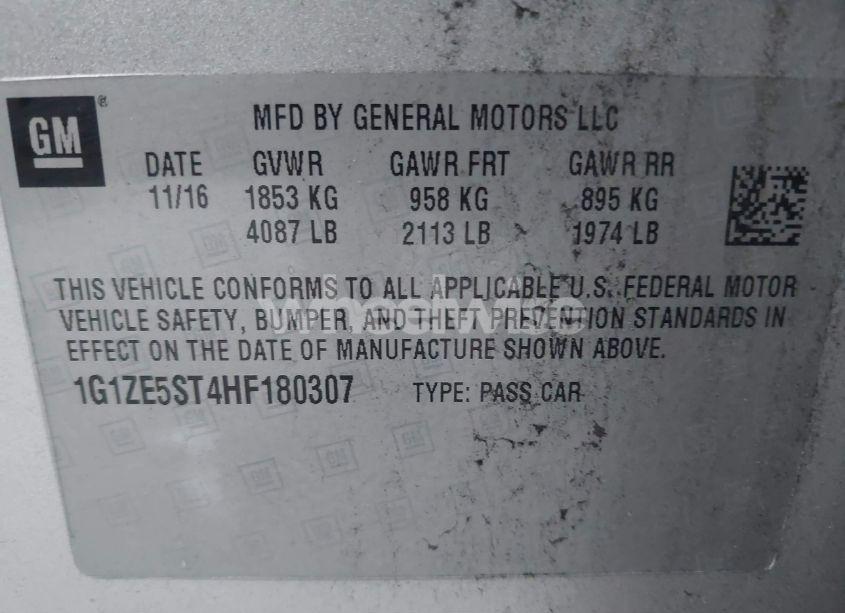 GM®
MFD BY GENERAL MOTORS LLC
DATE GVWR GAWR FRT GAWR RR
11/16 1853 KG 958 KG 895 KG
4087 LB 2113 LB 1974 LB
THIS VEHICLE CONFORMS TO ALL APPLICABLE U.S. FEDERAL MOTOR
VEHICLE SAFETY, BUMPER, AND THEFT PREVENTION STANDARDS IN
EFFECT ON THE DATE OF MANUFACTURE SHOWN ABOVE.
1G1ZE5ST4HF180307 TYPE: PASS CAR